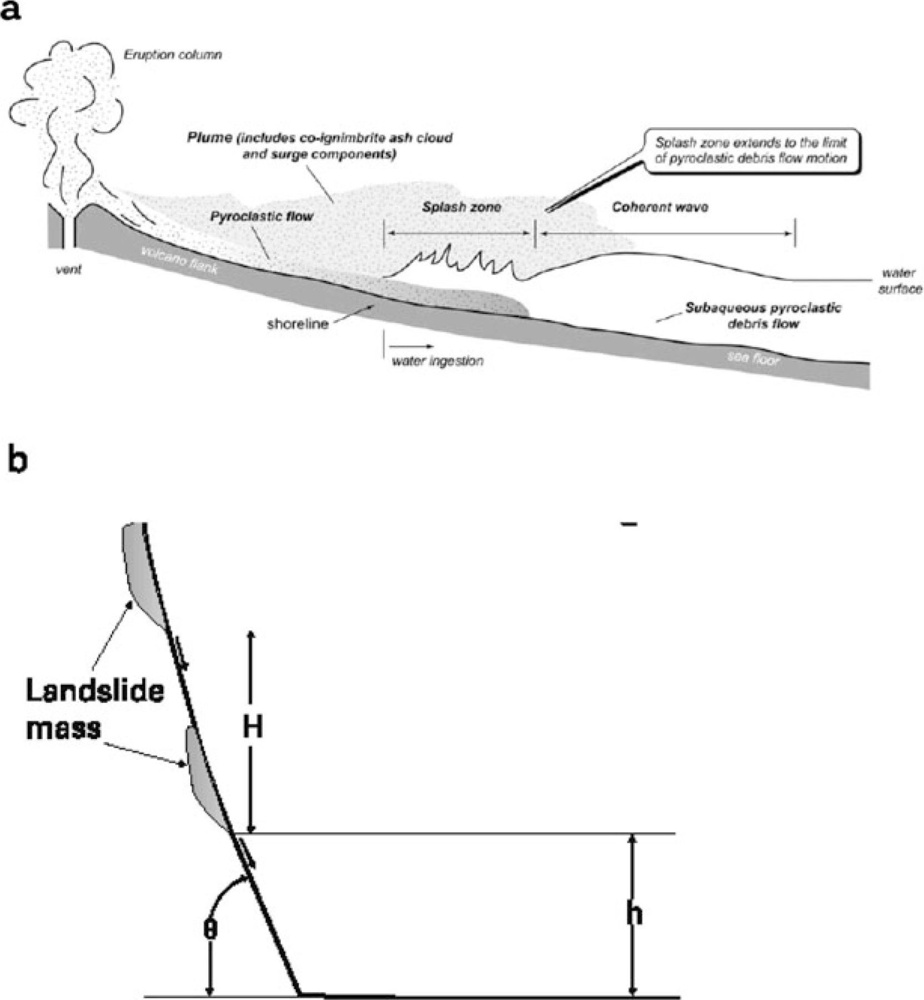 a
Eruption column
Plume (includes co-ignimbrite ash cloud
and surge components)
Splash zone extends to the limit
of pyroclastic debris flow motion
Pyroclastic flow
Splash zone
Coherent wave
volcano flank
vent
water
surface
Subaqueous pyroclastic
debris flow
shoreline
water ingestion
sea floor
b
Landslide
mass
H
h
θ